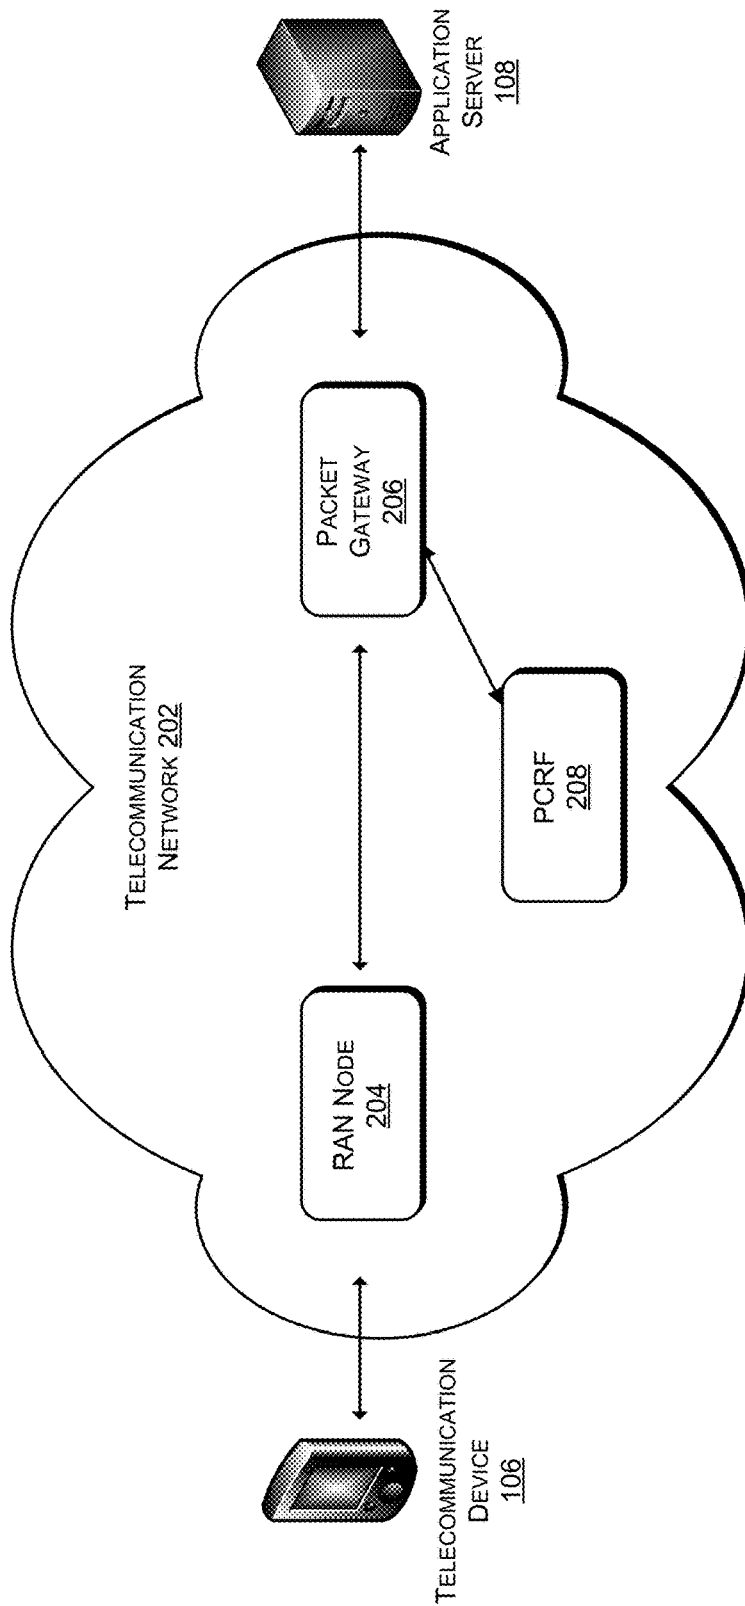 TELECOMMUNICATION
NETWORK 202
TELECOMMUNICATION
DEVICE
106
RAN NODE
204
PACKET
GATEWAY
206
APPLICATION
SERVER
108
PCRF
208